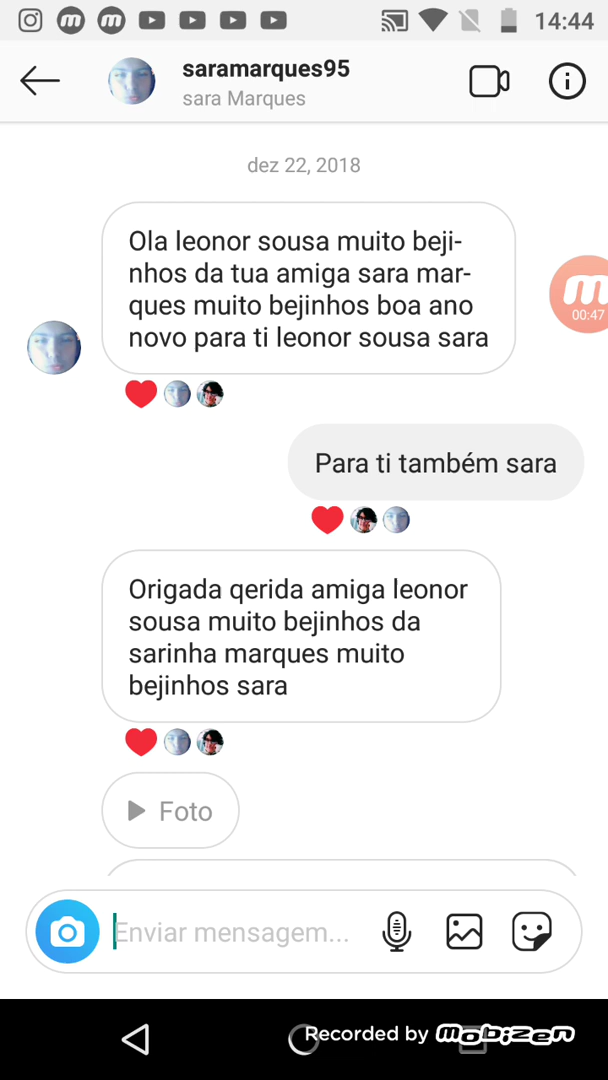 14:44
saramarques95
sara Marques
dez 22, 2018
Ola leonor sousa muito beji-
nhos da tua amiga sara mar-
ques muito bejinhos boa ano
novo para ti leonor sousa sara
m
00:47
Para ti também sara
Origada qerida amiga leonor
sousa muito bejinhos da
sarinha marques muito
bejinhos sara
Foto
Enviar mensagem...
Recorded by mobizen